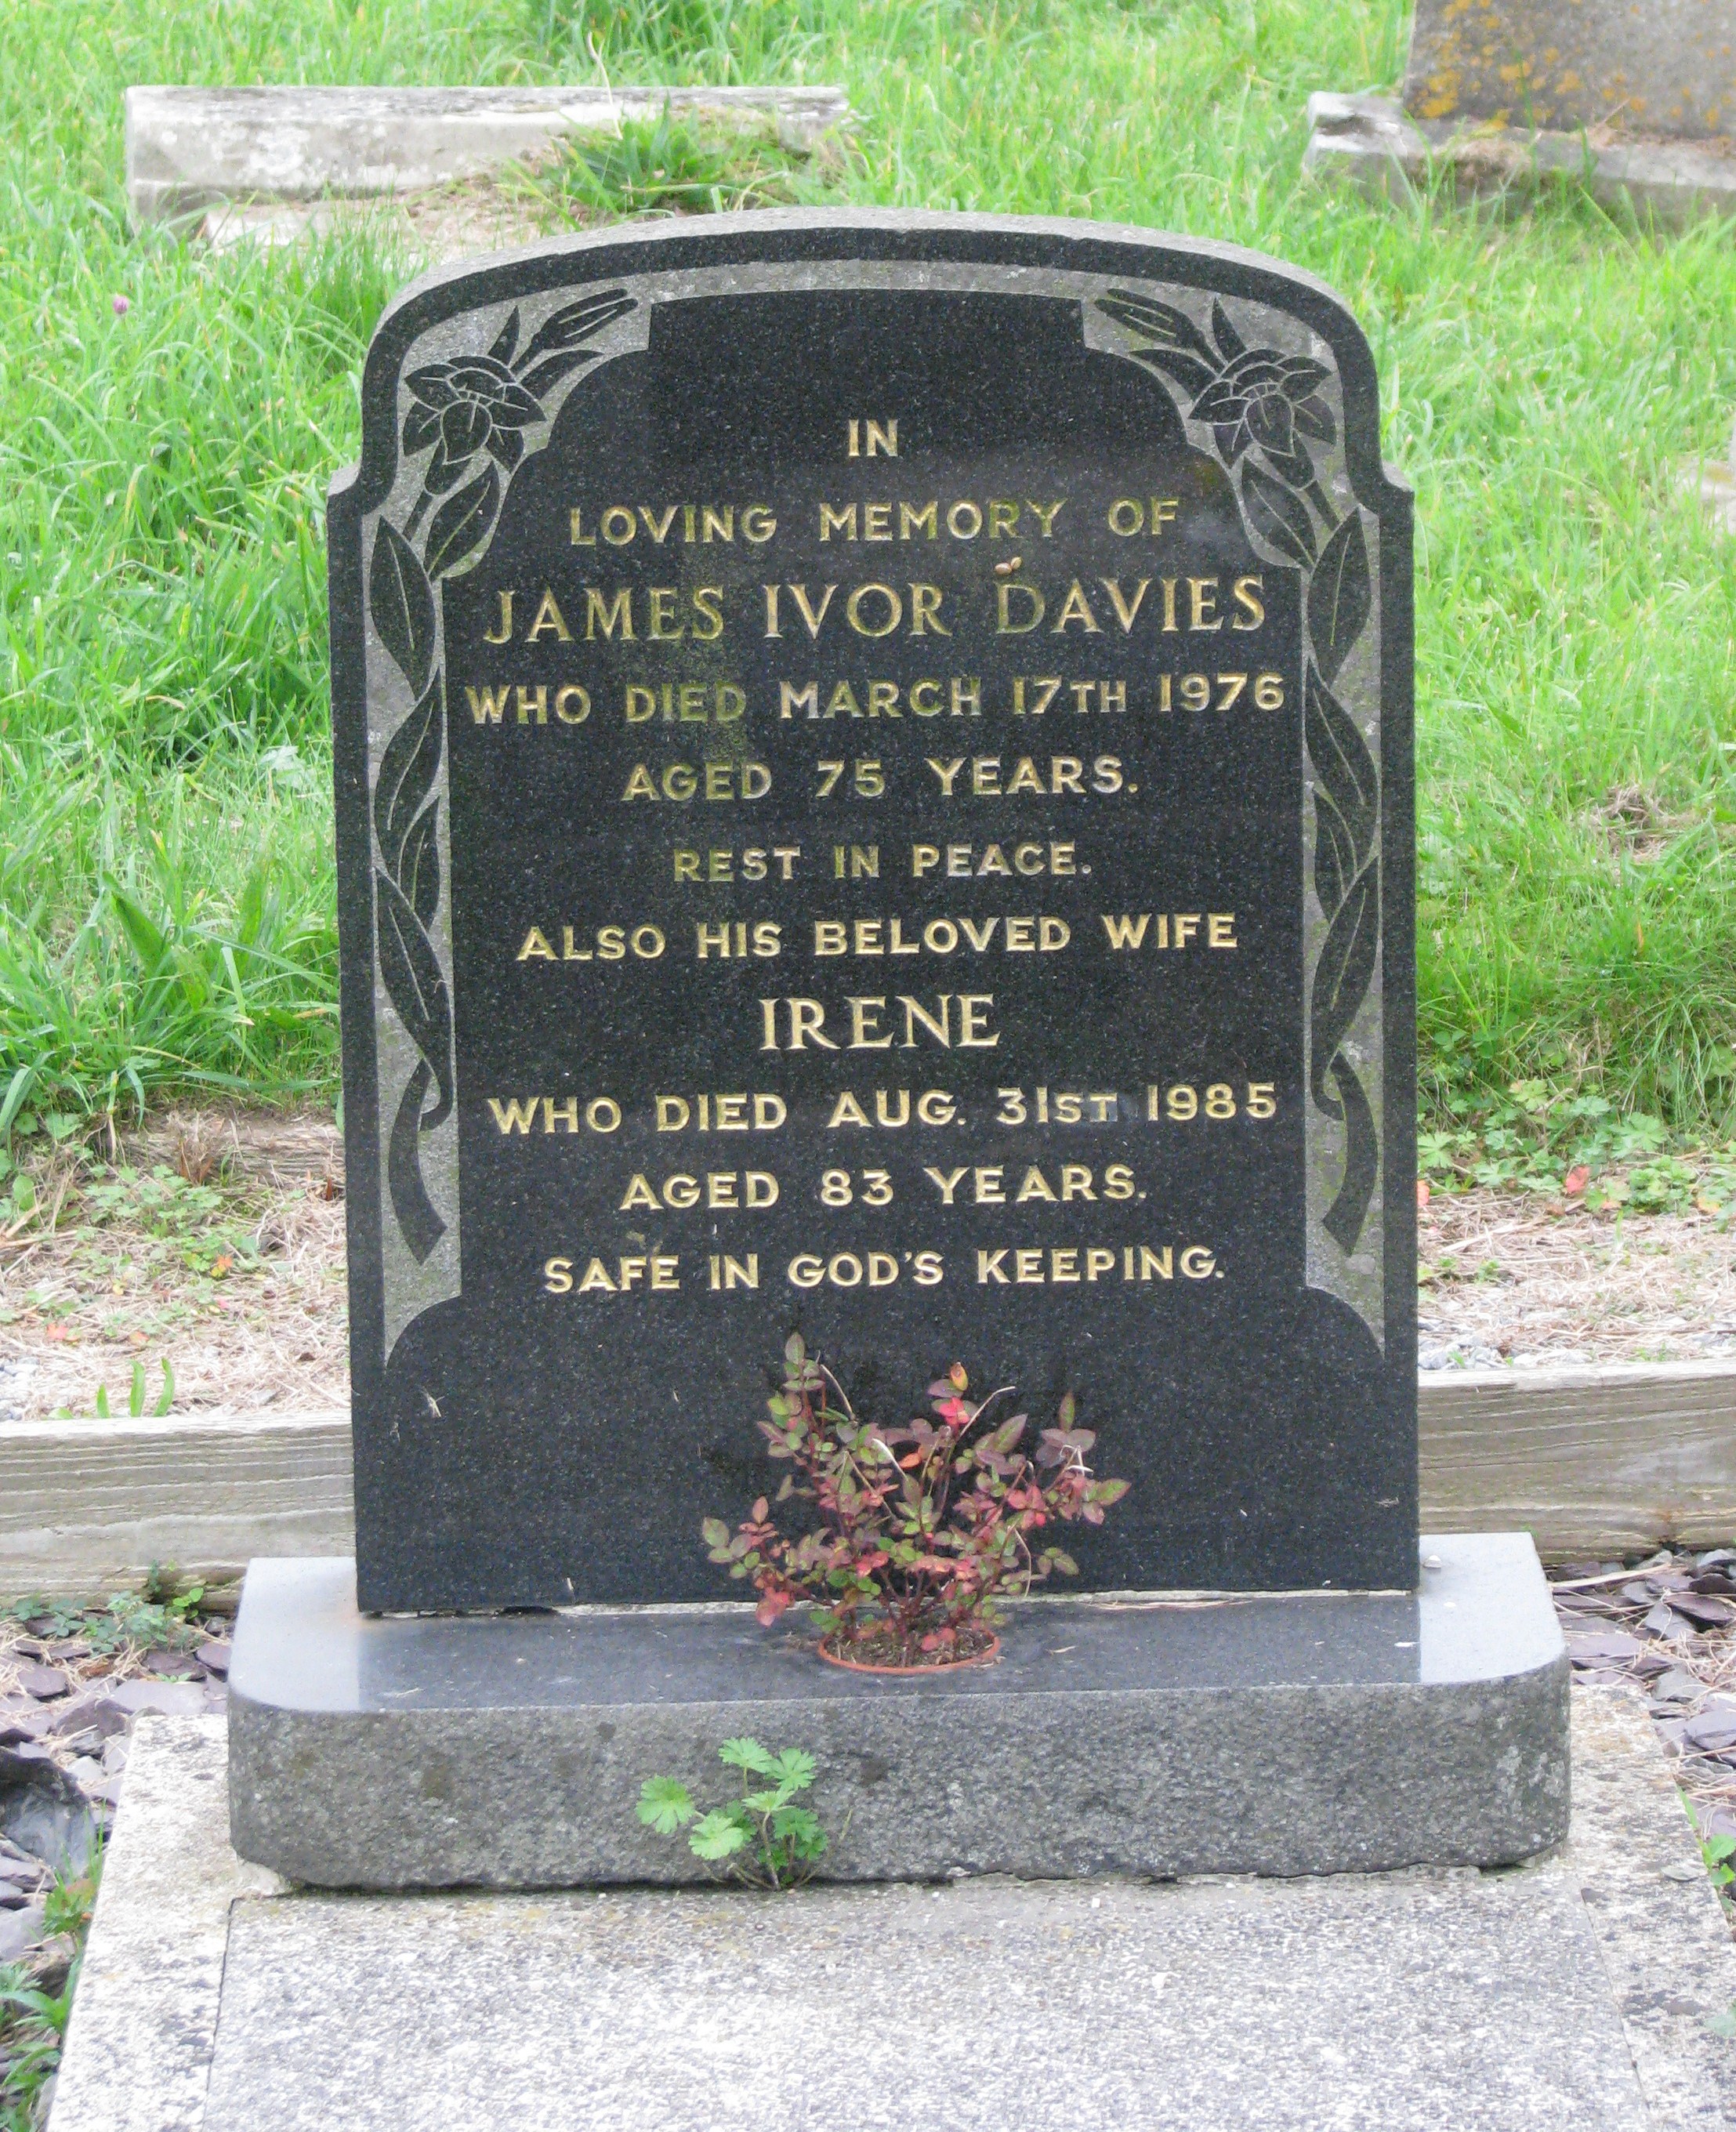 IN
LOVING MEMORY OF
JAMES IVOR DAVIES
WHO DIED MARCH 17TH 1976
AGED 75 YEARS.
REST IN PEACE.
ALSO HIS BELOVED WIFE
IRENE
WHO DIED AUG. 31ST 1985
AGED 83 YEARS.
SAFE IN GOD'S KEEPING.